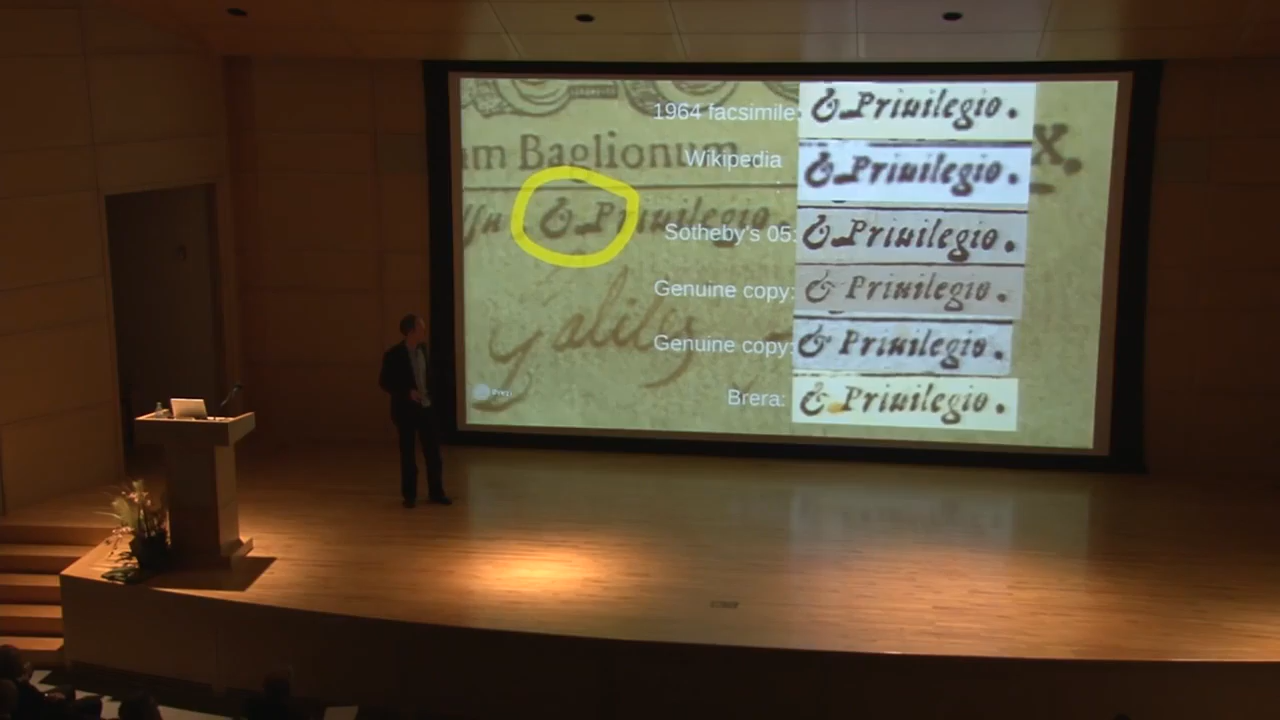 1964 facsimile: & Priuilegio.
am Baglionum x.
Wikipedia : & Priuilegio.
& Priuilegio.
Sotheby's 05: & Priuilegio.
Genuine copy: & Priuilegio.
Genuine copy: & Priuilegio.
Brera: & Priuilegio.
Prezi